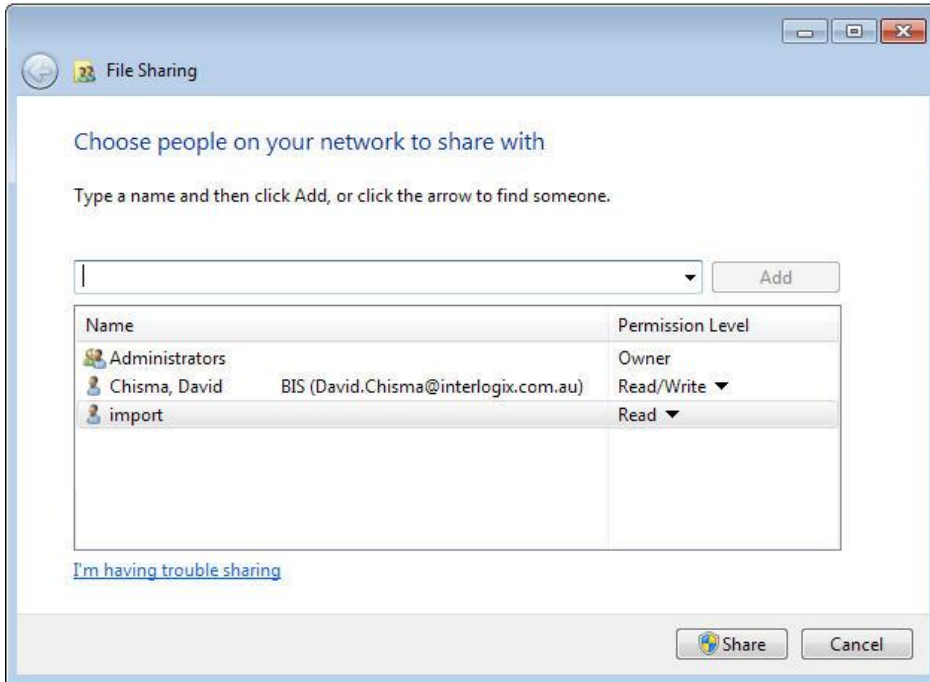 File Sharing
Choose people on your network to share with
Type a name and then click Add, or click the arrow to find someone.
Add
Name Permission Level
Administrators Owner
Chisma, David BIS (David.Chisma@interlogix.com.au) Read/Write
import Read
I'm having trouble sharing
Share Cancel